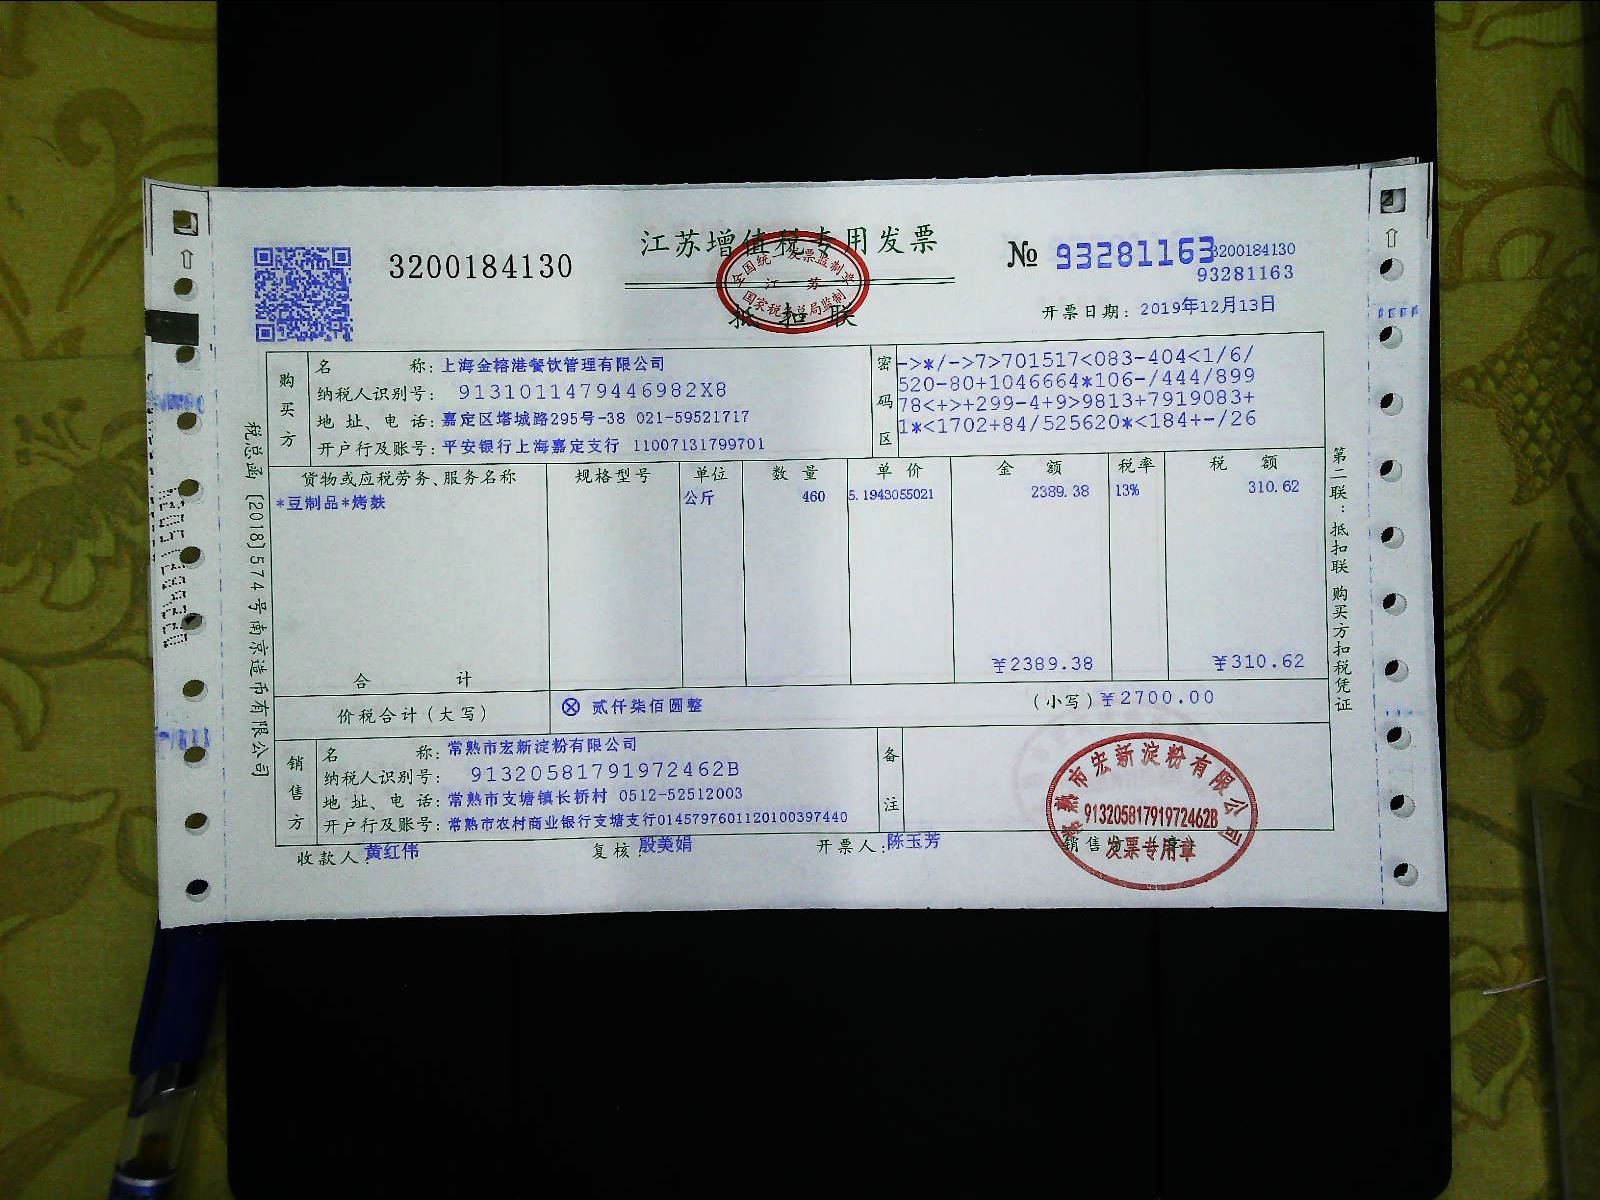 江苏增值税专用发票
3200184130
№ 93281163
3200184130
93281163
全国统一发票监制章
江苏
国家税务总局监制
抵扣联
开票日期: 2019年12月13日
购买方
名称: 上海金榕港餐饮管理有限公司
纳税人识别号: 9131011479446982X8
地址、电话: 嘉定区塔城路295号-38 021-59521717
开户行及账号: 平安银行上海嘉定支行 11007131799701
密码区
->*/->7>701517<083-404<1/6/
520-80+1046664*106-/444/899
78<+>+299-4+9>9813+7919083+
1*<1702+84/525620*<184+-/26
货物或应税劳务、服务名称 规格型号 单位 数量 单价 金额 税率 税额
*豆制品*烤麸 公斤 460 5.1943055021 2389.38 13% 310.62
合计 ¥2389.38 ¥310.62
价税合计(大写) ⊗ 贰仟柒佰圆整 (小写) ¥2700.00
销售方
名称: 常熟市宏新淀粉有限公司
纳税人识别号: 91320581791972462B
地址、电话: 常熟市支塘镇长桥村 0512-52512003
开户行及账号: 常熟市农村商业银行支塘支行0145797601120100397440
备注
收款人: 黄红伟 复核: 殷美娟 开票人: 陈玉芳 销售
常熟市宏新淀粉有限公司
91320581791972462B
发票专用章
税总函〔2018〕574号南京造币有限公司
第二联:抵扣联 购买方扣税凭证